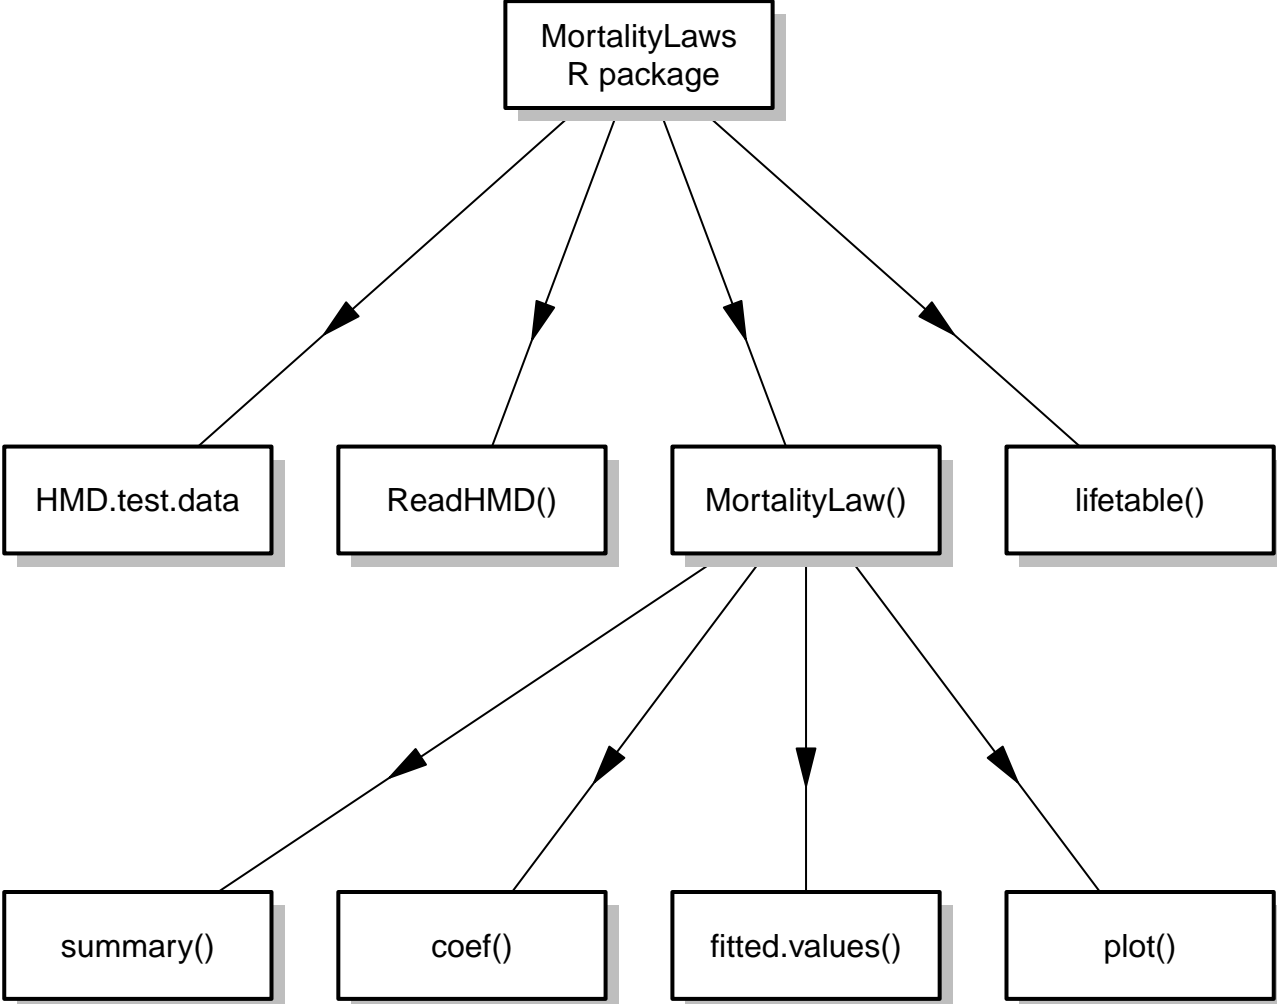 MortalityLaws
R package
HMD.test.data
ReadHMD()
MortalityLaw()
lifetable()
summary()
coef()
fitted.values()
plot()